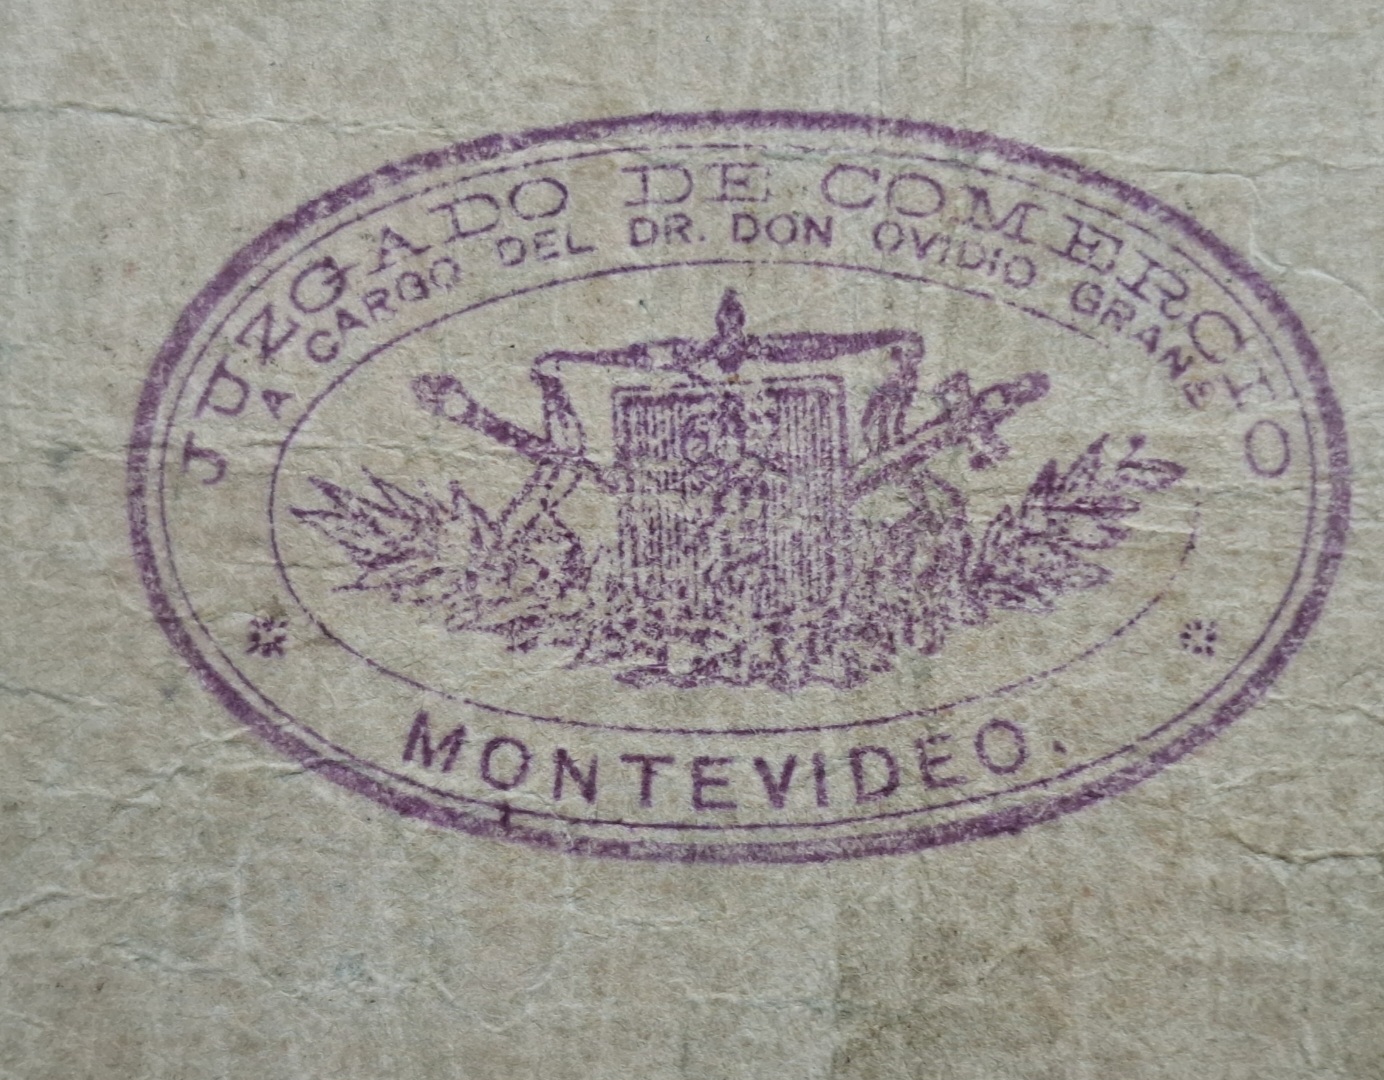 JUZGADO DE COMERCIO
A CARGO DEL DR. DON OVIDIO GRANE
MONTEVIDEO.